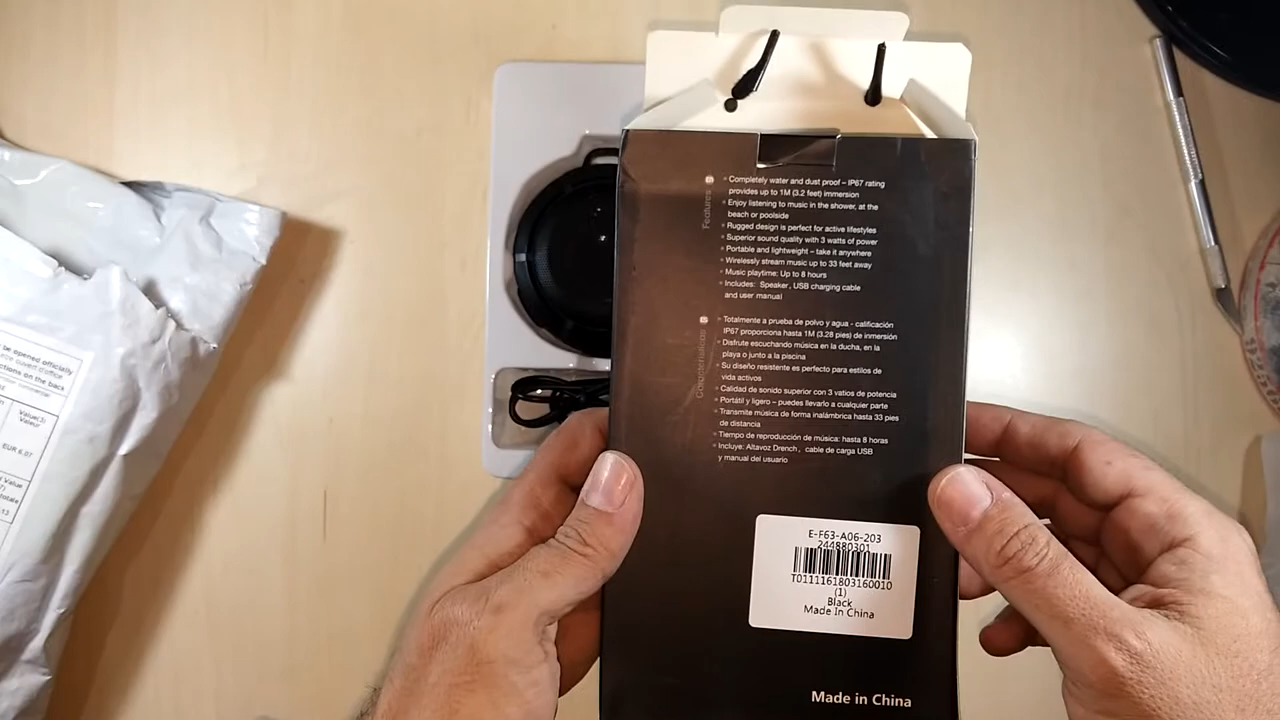 Features
Completely water and dust proof – IP67 rating
provides up to 1M (3.2 feet) immersion
Enjoy listening to music in the shower, at the
beach or poolside
Rugged design is perfect for active lifestyles
Superior sound quality with 3 watts of power
Portable and lightweight – take it anywhere
Wirelessly stream music up to 33 feet away
Music playtime: Up to 8 hours
Includes: Speaker, USB charging cable
and user manual
Características
Totalmente a prueba de polvo y agua - calificación
IP67 proporciona hasta 1M (3.28 pies) de inmersión
Disfrute escuchando música en la ducha, en la
playa o junto a la piscina
Su diseño resistente es perfecto para estilos de
vida activos
Calidad de sonido superior con 3 vatios de potencia
Portátil y ligero – puedes llevarlo a cualquier parte
Transmite música de forma inalámbrica hasta 33 pies
de distancia
Tiempo de reproducción de música: hasta 8 horas
Incluye: Altavoz Drench, cable de carga USB
y manual del usuario
E-F63-A06-203
244880301
T0111161803160010
(1)
Black
Made In China
Made in China
be opened officially
ctions on the back
Value(3)
Valeur
EUR 6.07
Value